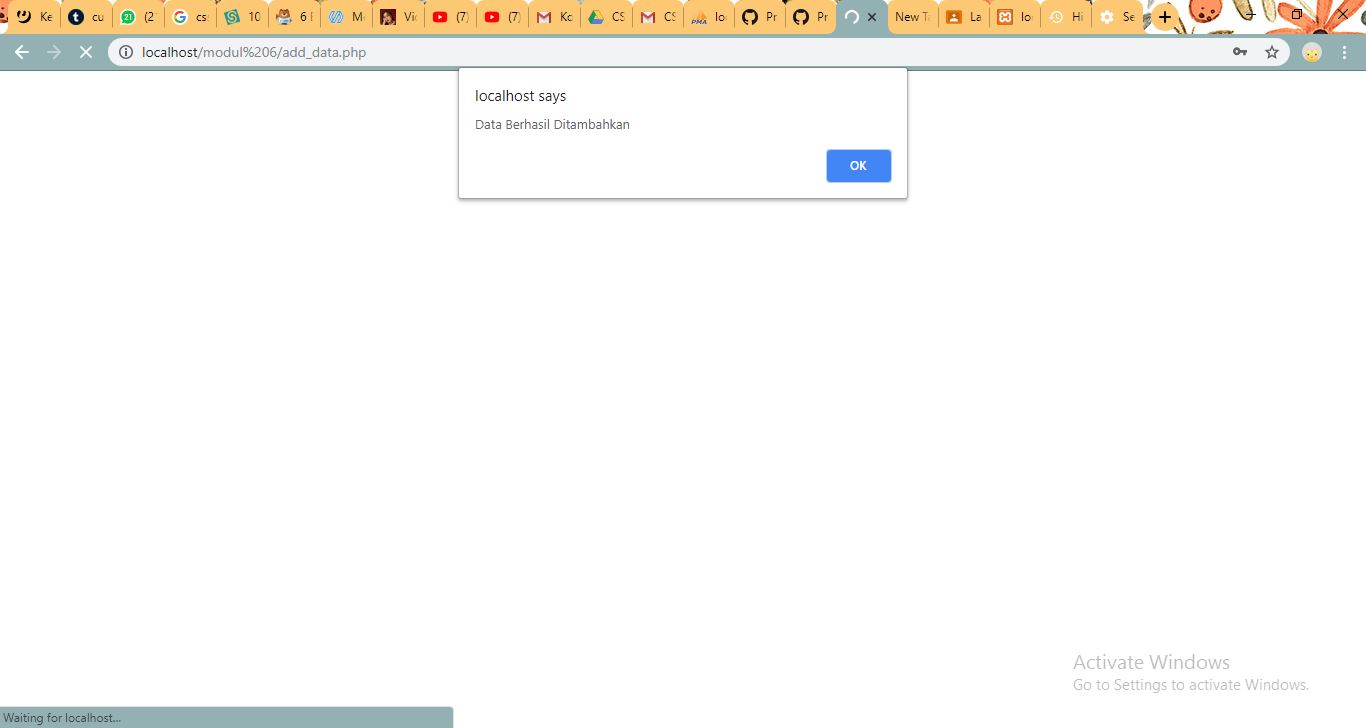 Ke cu (2 cs 10 6 M Vi (7) (7) Kc CS CS lo Pr Pr New T La lo Hi Se
localhost/modul%206/add_data.php
localhost says
Data Berhasil Ditambahkan
OK
Activate Windows
Go to Settings to activate Windows.
Waiting for localhost...